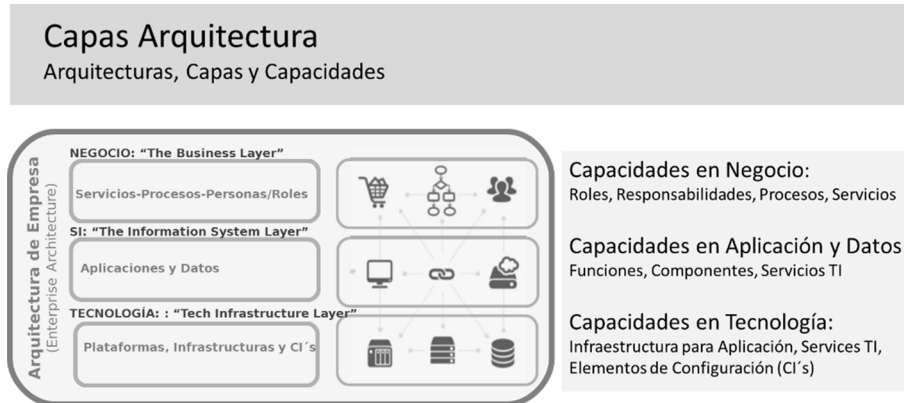 Capas Arquitectura
Arquitecturas, Capas y Capacidades
Arquitectura de Empresa
(Enterprise Architecture)
NEGOCIO: “The Business Layer”
Servicios-Procesos-Personas/Roles
SI: “The Information System Layer”
Aplicaciones y Datos
TECNOLOGÍA: : “Tech Infrastructure Layer”
Plataformas, Infrastructuras y CI´s
Capacidades en Negocio:
Roles, Responsabilidades, Procesos, Servicios
Capacidades en Aplicación y Datos
Funciones, Componentes, Servicios TI
Capacidades en Tecnología:
Infraestructura para Aplicación, Services TI,
Elementos de Configuración (CI´s)